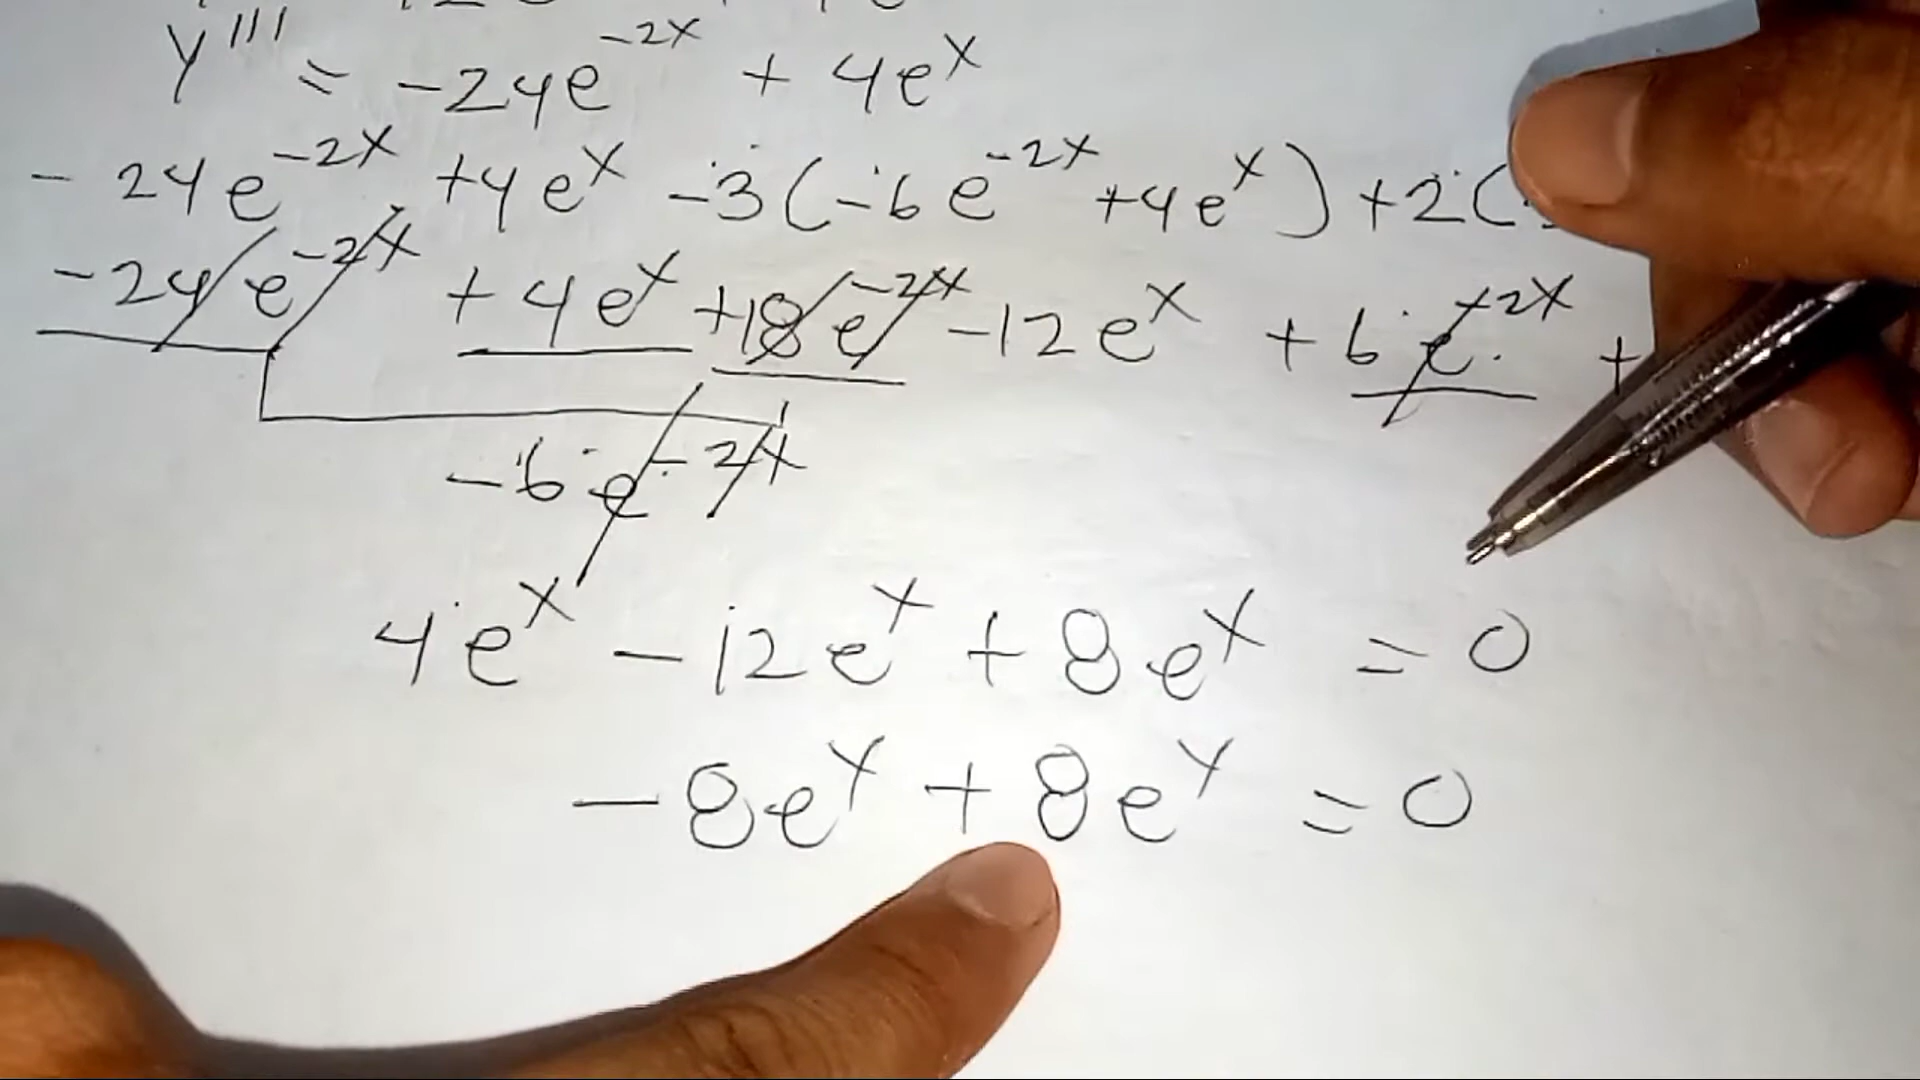 y''' = -24e^{-2x} + 4e^x
- 24e^{-2x} +4e^x -3(-6e^{-2x} +4e^x) +2(
-24e^{-2x} + 4e^x +18e^{-2x} -12e^x + 6e^{-2x} +
-6e^{-2x}
4e^x - 12e^x + 8e^x = 0
- 8e^x + 8e^x = 0